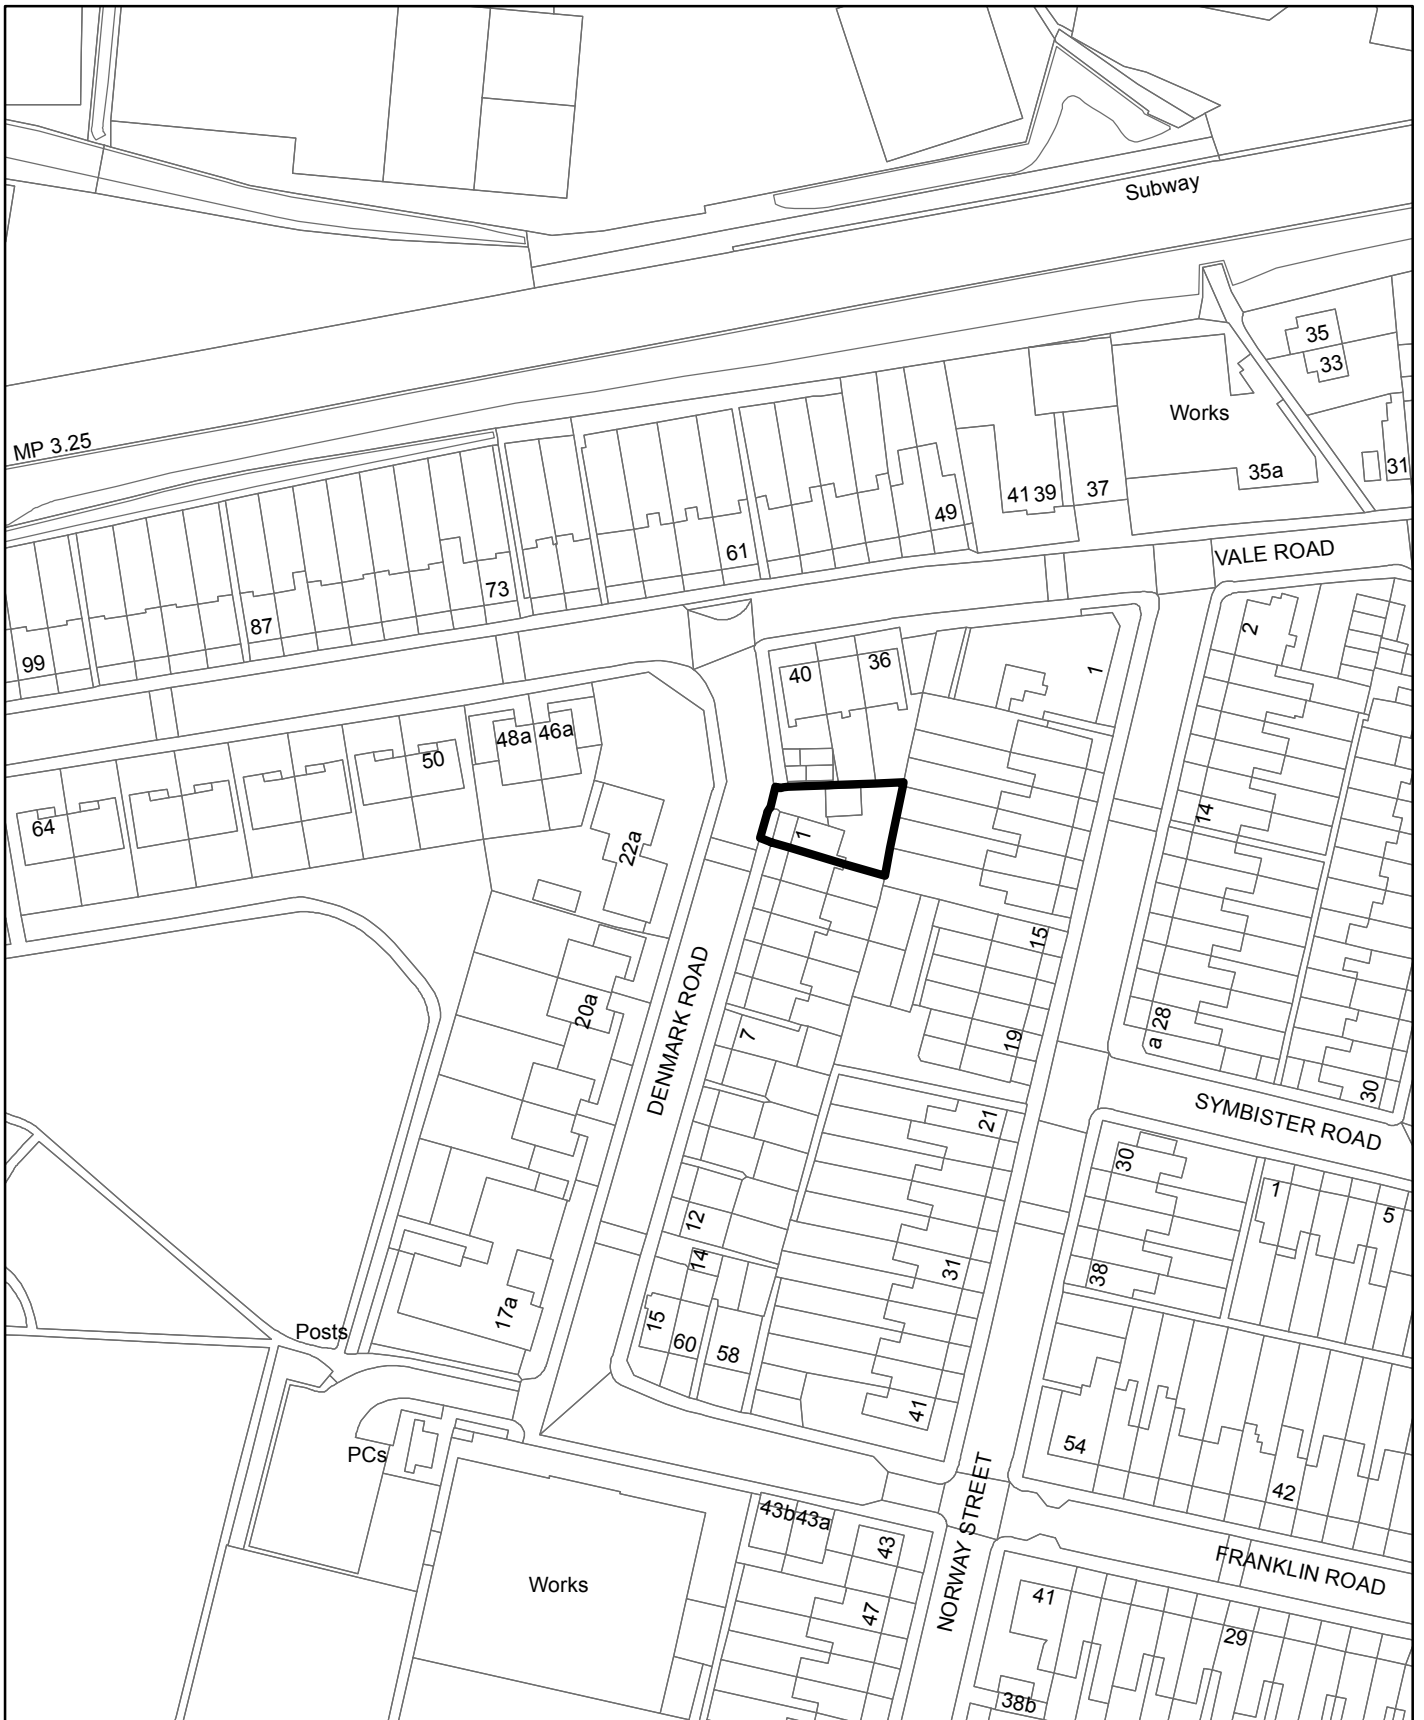 Subway
35
33
Works
MP 3.25
31
35a
37
41 39
49
VALE ROAD
61
73
87
99
2
40
36
1
48a
46a
50
64
14
1
22a
15
DENMARK ROAD
20a
7
19
a 28
30
SYMBISTER ROAD
21
30
1
5
12
14
31
38
17a
15
60
58
Posts
41
54
PCs
42
43b
43a
43
NORWAY STREET
FRANKLIN ROAD
Works
47
41
29
38b